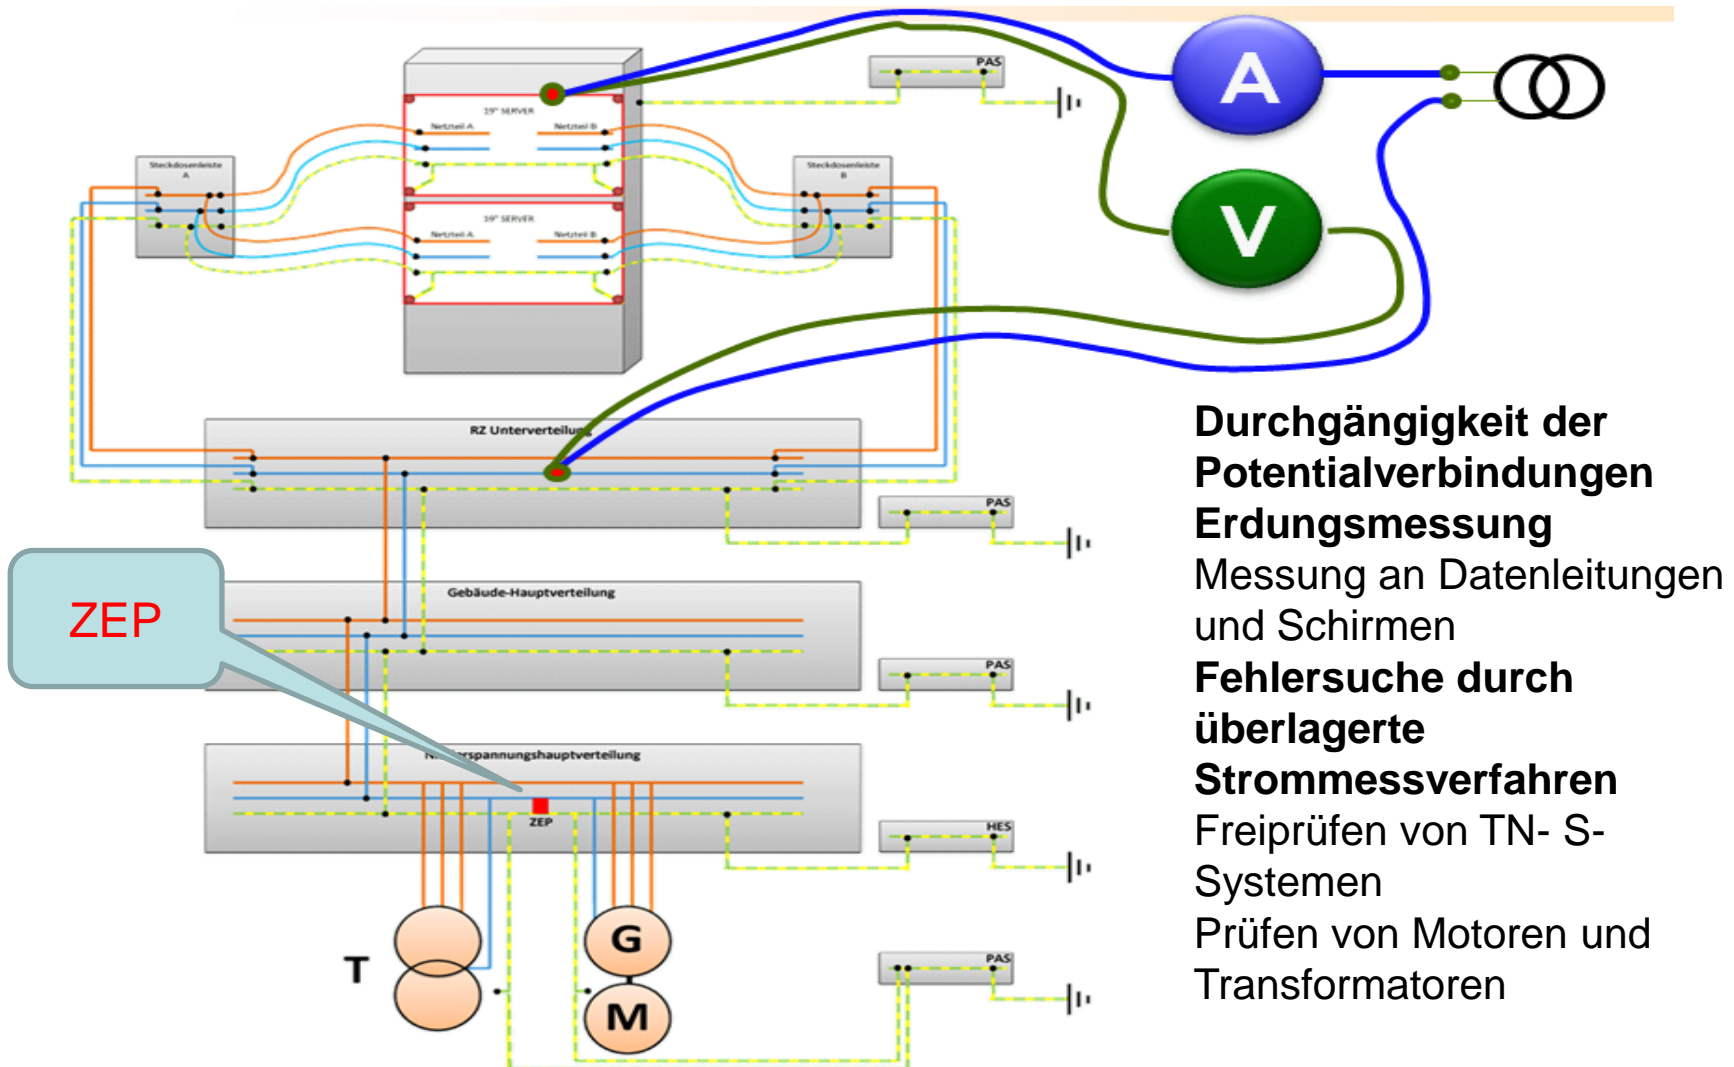 PAS
A
19" SERVER
Netzteil A
Netzteil B
Steckdosenleiste
A
Steckdosenleiste
B
19" SERVER
Netzteil A
Netzteil B
V
RZ Unterverteilung
PAS
Gebäude-Hauptverteilung
PAS
ZEP
erspannungshauptverteilung
ZEP
HES
T
G
M
PAS
Durchgängigkeit der
Potentialverbindungen
Erdungsmessung
Messung an Datenleitungen
und Schirmen
Fehlersuche durch
überlagerte
Strommessverfahren
Freiprüfen von TN- S-
Systemen
Prüfen von Motoren und
Transformatoren